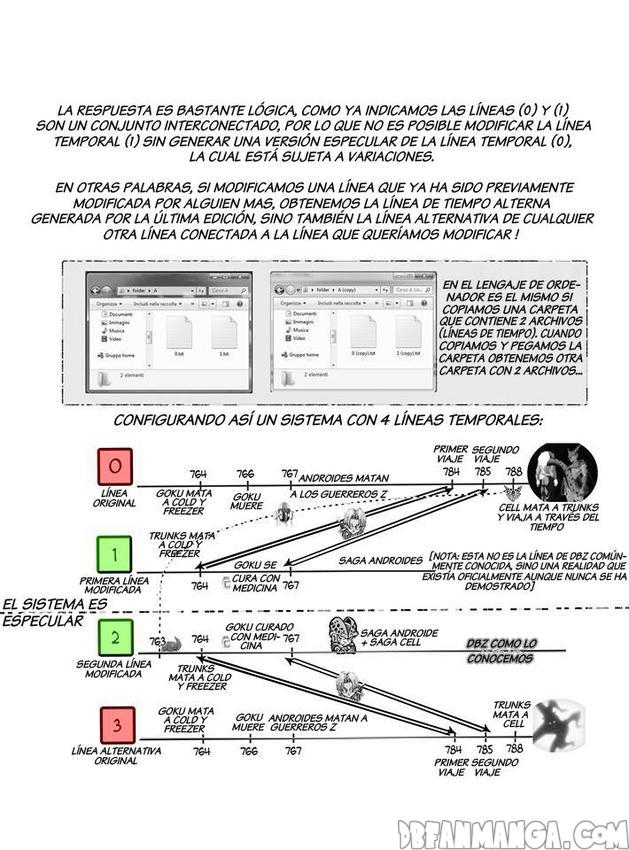 LA RESPUESTA ES BASTANTE LÓGICA, COMO YA INDICAMOS LAS LÍNEAS (0) Y (1)
SON UN CONJUNTO INTERCONECTADO, POR LO QUE NO ES POSIBLE MODIFICAR LA LÍNEA
TEMPORAL (1) SIN GENERAR UNA VERSIÓN ESPECULAR DE LA LÍNEA TEMPORAL (0),
LA CUAL ESTÁ SUJETA A VARIACIONES.
EN OTRAS PALABRAS, SI MODIFICAMOS UNA LÍNEA QUE YA HA SIDO PREVIAMENTE
MODIFICADA POR ALGUIEN MAS, OBTENEMOS LA LÍNEA DE TIEMPO ALTERNA
GENERADA POR LA ÚLTIMA EDICIÓN, SINO TAMBIÉN LA LÍNEA ALTERNATIVA DE CUALQUIER
OTRA LÍNEA CONECTADA A LA LÍNEA QUE QUERÍAMOS MODIFICAR !
folder A
Organizza Includi nella raccolta
Documenti
Immagini
Musica
Video
Gruppo home
0.txt 1.txt
2 elementi
folder A (copy)
Organizza Includi nella raccolta
Documenti
Immagini
Musica
Video
Gruppo home
0 (copy).txt 1 (copy).txt
2 elementi
EN EL LENGAJE DE ORDE-
NADOR ES EL MISMO SI
COPIAMOS UNA CARPETA
QUE CONTIENE 2 ARCHIVOS
(LÍNEAS DE TIEMPO). CUANDO
COPIAMOS Y PEGAMOS LA
CARPETA OBTENEMOS OTRA
CARPETA CON 2 ARCHIVOS...
CONFIGURANDO ASÍ UN SISTEMA CON 4 LÍNEAS TEMPORALES:
0
LÍNEA
ORIGINAL
764
766
767
PRIMER
VIAJE
784
SEGUNDO
VIAJE
785
788
GOKU MATA
A COLD Y
FREEZER
GOKU
MUERE
ANDROIDES MATAN
A LOS GUERREROS Z
CELL MATA A TRUNKS
Y VIAJA A TRAVÉS DEL
TIEMPO
1
PRIMERA LÍNEA
MODIFICADA
TRUNKS MATA
A COLD Y
FREEZER
764
GOKU SE
CURA CON
MEDICINA
767
SAGA ANDROIDES
[NOTA: ESTA NO ES LA LÍNEA DE DBZ COMÚN-
MENTE CONOCIDA, SINO UNA REALIDAD QUE
EXISTÍA OFICIALMENTE AUNQUE NUNCA SE HA
DEMOSTRADO]
EL SISTEMA ES
ESPECULAR
2
SEGUNDA LÍNEA
MODIFICADA
763
764
GOKU CURADO
CON MEDI-
CINA
767
SAGA ANDROIDE
+ SAGA CELL
DBZ COMO LO
CONOCEMOS
TRUNKS
MATA A COLD
Y FREEZER
3
LÍNEA ALTERNATIVA
ORIGINAL
GOKU MATA
A COLD Y
FREEZER
764
GOKU
MUERE
766
ANDROIDES MATAN A
GUERREROS Z
767
784
PRIMER
VIAJE
785
SEGUNDO
VIAJE
788
TRUNKS
MATA A
CELL
DBFANMANGA.COM